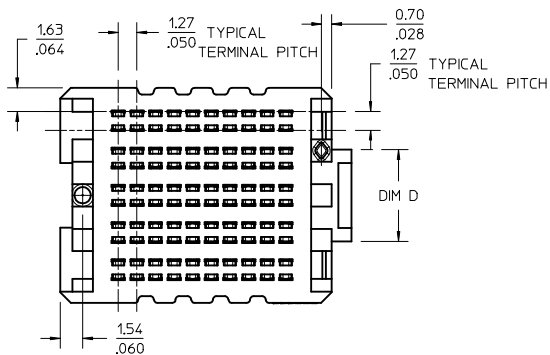 1.63
.064
1.27
.050
TYPICAL
TERMINAL PITCH
0.70
.028
1.27
.050
TYPICAL
TERMINAL PITCH
DIM D
1.54
.060